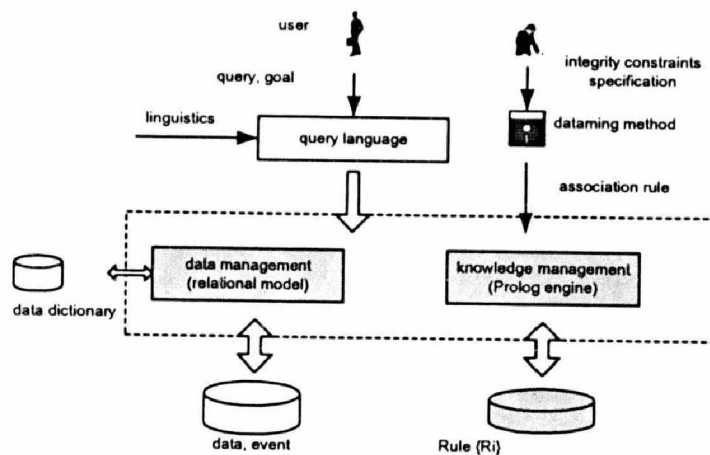 user
query, goal
linguistics
query language
integrity constraints
specification
dataming method
association rule
data management
(relational model)
knowledge management
(Prolog engine)
data dictionary
data, event
Rule {Ri}